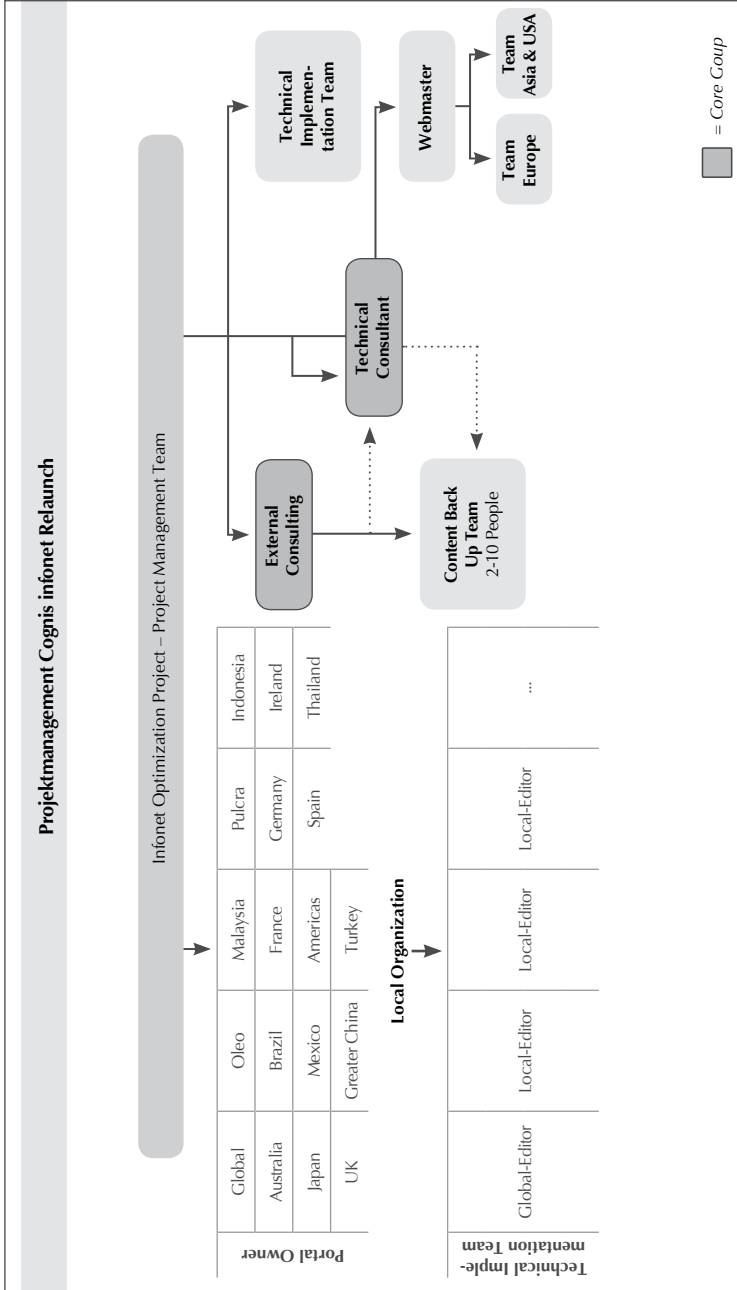 Projektmanagement Cognis infonet Relaunch
Infonet Optimization Project – Project Management Team
Portal Owner
Global
Oleo
Malaysia
Pulcra
Indonesia
Australia
Brazil
France
Germany
Ireland
Japan
Mexico
Americas
Spain
Thailand
UK
Greater China
Turkey
Local Organization
Technical Imple-
mentation Team
Global-Editor
Local-Editor
Local-Editor
Local-Editor
...
External
Consulting
Content Back
Up Team
2-10 People
Technical
Consultant
Technical
Implemen-
tation Team
Webmaster
Team
Europe
Team
Asia & USA
= Core Goup